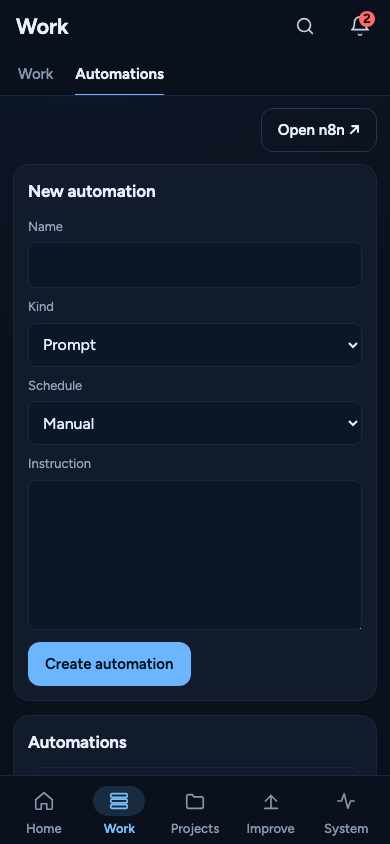 Work
2
Work Automations
Open n8n ↗
New automation
Name
Kind
Prompt
Schedule
Manual
Instruction
Create automation
Automations
Home Work Projects Improve System